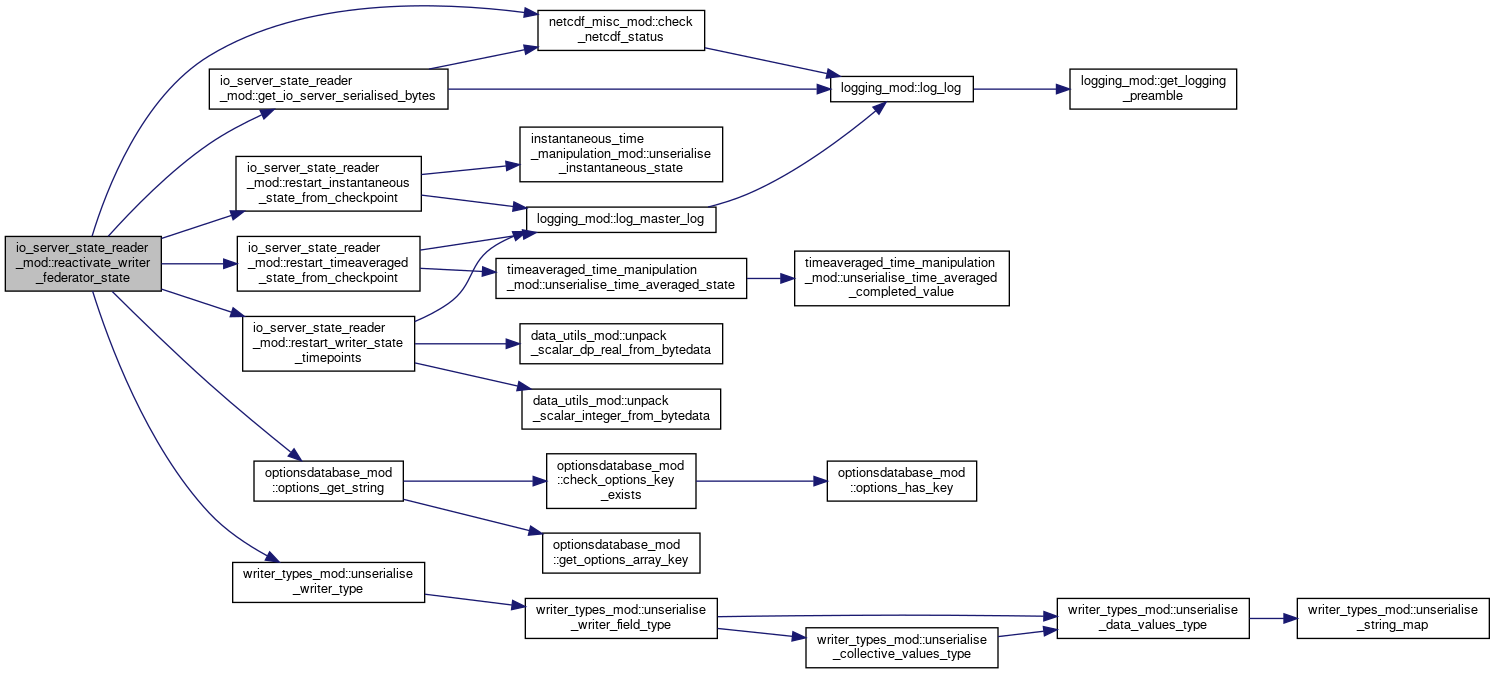 io_server_state_reader
_mod::reactivate_writer
_federator_state
netcdf_misc_mod::check
_netcdf_status
io_server_state_reader
_mod::get_io_server_serialised_bytes
logging_mod::log_log
logging_mod::get_logging
_preamble
io_server_state_reader
_mod::restart_instantaneous
_state_from_checkpoint
instantaneous_time
_manipulation_mod::unserialise
_instantaneous_state
logging_mod::log_master_log
io_server_state_reader
_mod::restart_timeaveraged
_state_from_checkpoint
timeaveraged_time_manipulation
_mod::unserialise_time_averaged_state
timeaveraged_time_manipulation
_mod::unserialise_time_averaged
_completed_value
io_server_state_reader
_mod::restart_writer_state
_timepoints
data_utils_mod::unpack
_scalar_dp_real_from_bytedata
data_utils_mod::unpack
_scalar_integer_from_bytedata
optionsdatabase_mod
::options_get_string
optionsdatabase_mod
::check_options_key
_exists
optionsdatabase_mod
::options_has_key
optionsdatabase_mod
::get_options_array_key
writer_types_mod::unserialise
_writer_type
writer_types_mod::unserialise
_writer_field_type
writer_types_mod::unserialise
_collective_values_type
writer_types_mod::unserialise
_data_values_type
writer_types_mod::unserialise
_string_map